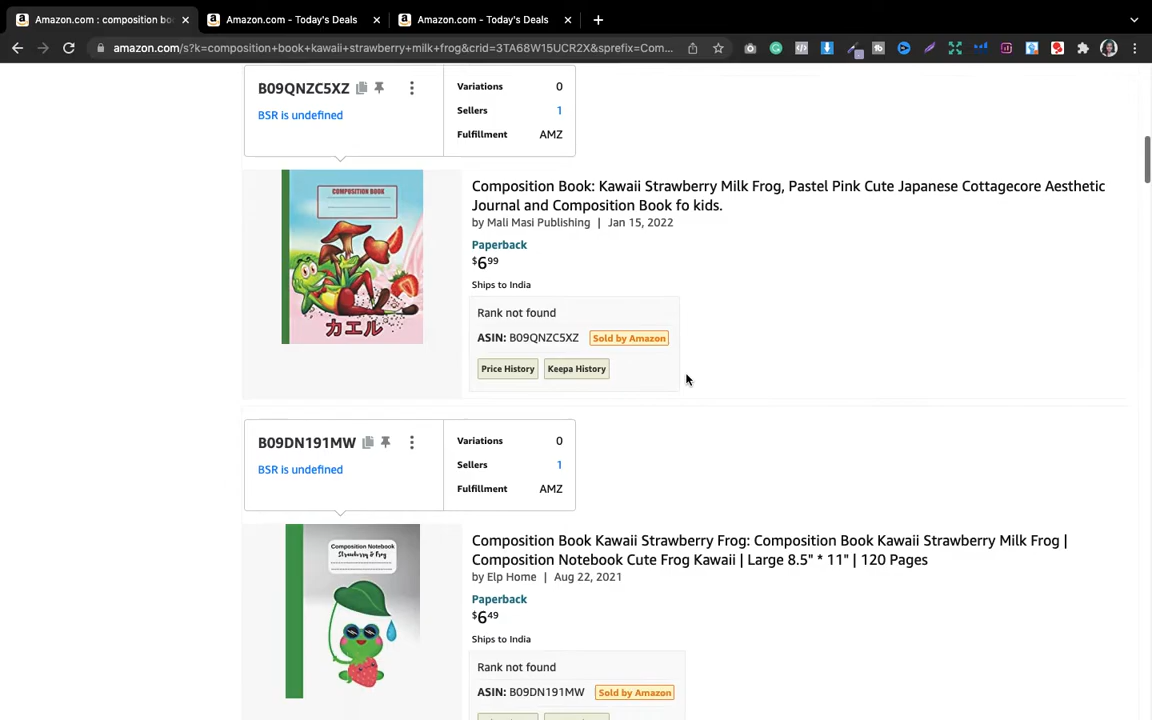 Amazon.com : composition bo
Amazon.com - Today's Deals
Amazon.com - Today's Deals
amazon.com/s?k=composition+book+kawaii+strawberry+milk+frog&crid=3TA68W15UCR2X&sprefix=Com...
B09QNZC5XZ
BSR is undefined
Variations 0
Sellers 1
Fulfillment AMZ
COMPOSITION BOOK
カエル
Composition Book: Kawaii Strawberry Milk Frog, Pastel Pink Cute Japanese Cottagecore Aesthetic
Journal and Composition Book fo kids.
by Mali Masi Publishing | Jan 15, 2022
Paperback
$6 99
Ships to India
Rank not found
ASIN: B09QNZC5XZ Sold by Amazon
Price History Keepa History
B09DN191MW
BSR is undefined
Variations 0
Sellers 1
Fulfillment AMZ
Composition Notebook
Strawberry & Frog
Composition Book Kawaii Strawberry Frog: Composition Book Kawaii Strawberry Milk Frog |
Composition Notebook Cute Frog Kawaii | Large 8.5" * 11" | 120 Pages
by Elp Home | Aug 22, 2021
Paperback
$6 49
Ships to India
Rank not found
ASIN: B09DN191MW Sold by Amazon